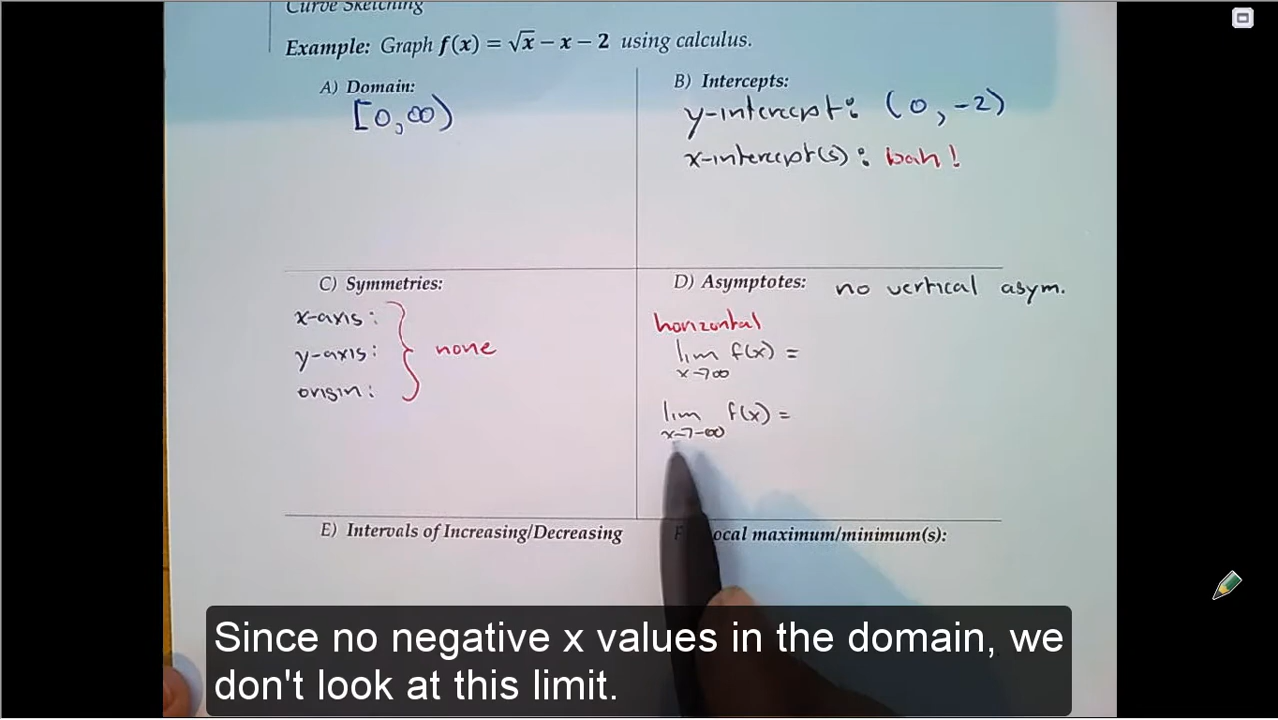 Curve Sketching
Example: Graph f(x) = √x − x − 2 using calculus.
A) Domain:
[0,∞)
B) Intercepts:
y-intercept: (0, -2)
x-intercept(s): bah!
C) Symmetries:
x-axis:
y-axis:
origin:
none
D) Asymptotes: no vertical asym.
horizontal
lim f(x) =
x→∞
lim f(x) =
x→-∞
E) Intervals of Increasing/Decreasing
F ocal maximum/minimum(s):
Since no negative x values in the domain, we
don't look at this limit.